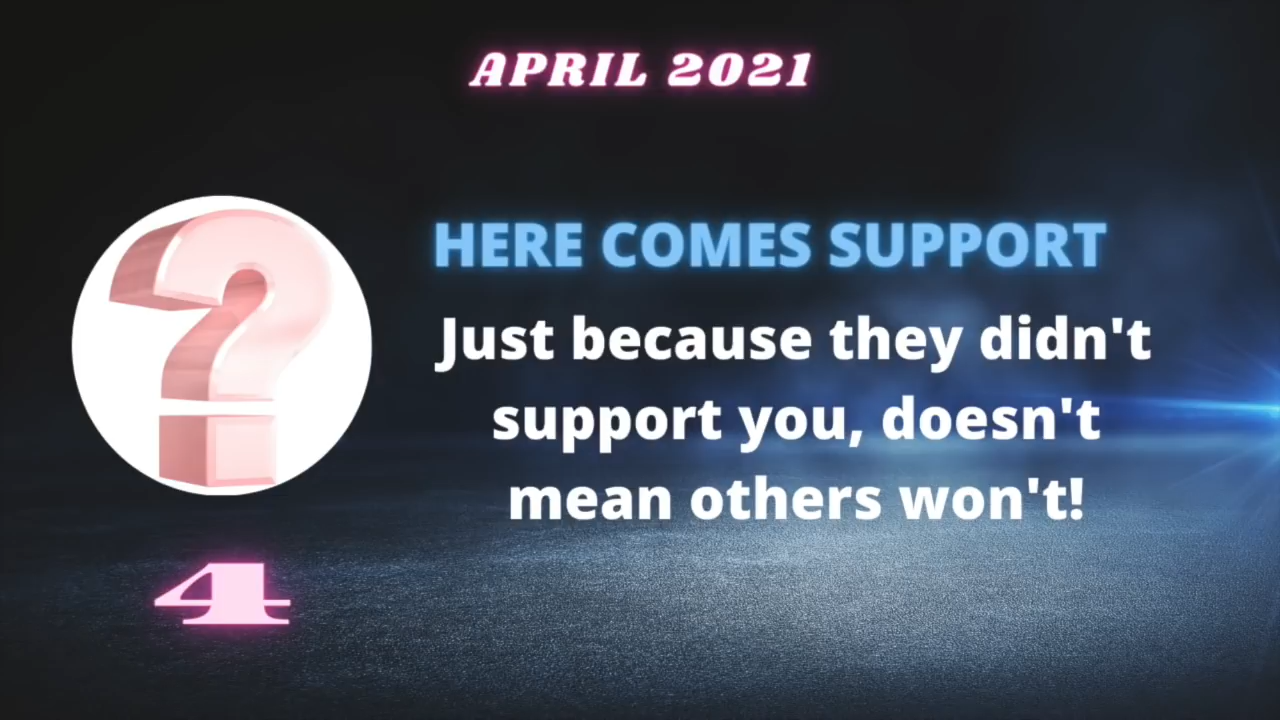 APRIL 2021
HERE COMES SUPPORT
Just because they didn't
support you, doesn't
mean others won't!
?
4